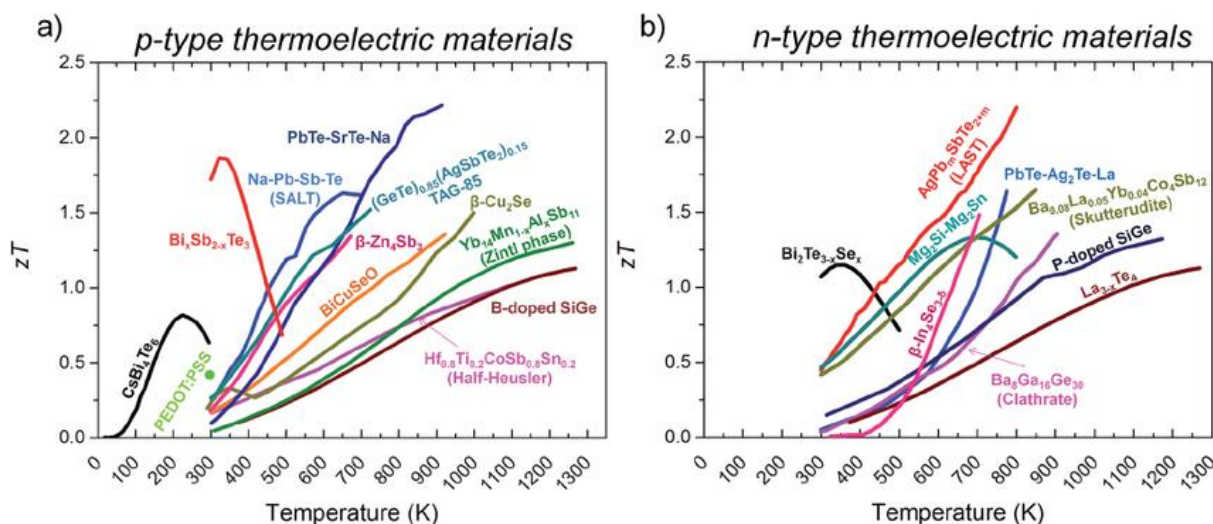 a) p-type thermoelectric materials
2.5
2.0
1.5
1.0
0.5
0.0
zT
0
100
200
300
400
500
600
700
800
900
1000
1100
1200
1300
Temperature (K)
PbTe-SrTe-Na
Na-Pb-Sb-Te
(SALT)
(GeTe)₀.₈₅(AgSbTe₂)₀.₁₅
TAG-85
β-Cu₂Se
BiₓSb₂₋ₓTe₃
β-Zn₄Sb₃
Yb₁₄Mn₁₋ₓAlₓSb₁₁
(Zintl phase)
BiCuSeO
B-doped SiGe
CsBi₄Te₆
PEDOT:PSS
Hf₀.₈Ti₀.₂CoSb₀.₈Sn₀.₂
(Half-Heusler)
b) n-type thermoelectric materials
2.5
2.0
1.5
1.0
0.5
0.0
zT
0
100
200
300
400
500
600
700
800
900
1000
1100
1200
1300
Temperature (K)
AgPbₘSbTe₂₊ₘ
(LAST)
PbTe-Ag₂Te-La
Ba₀.₀₈La₀.₀₅Yb₀.₀₄Co₄Sb₁₂
(Skutterudite)
Mg₂Si-Mg₂Sn
Bi₂Te₃₋ₓSeₓ
P-doped SiGe
La₃₋ₓTe₄
β-In₄Se₃₋δ
Ba₈Ga₁₆Ge₃₀
(Clathrate)